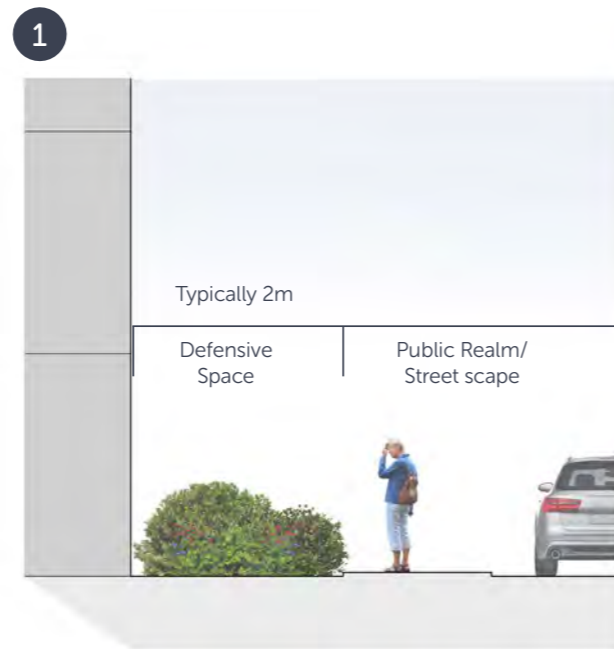 1
Typically 2m
Defensive
Space
Public Realm/
Street scape